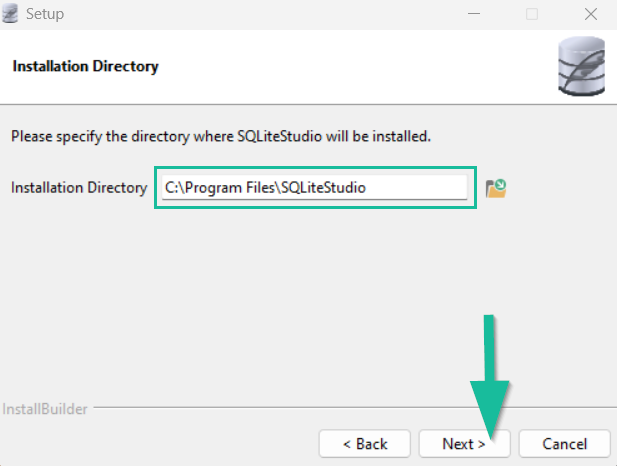 Setup
Installation Directory
Please specify the directory where SQLiteStudio will be installed.
Installation Directory C:\Program Files\SQLiteStudio
InstallBuilder
< Back Next > Cancel